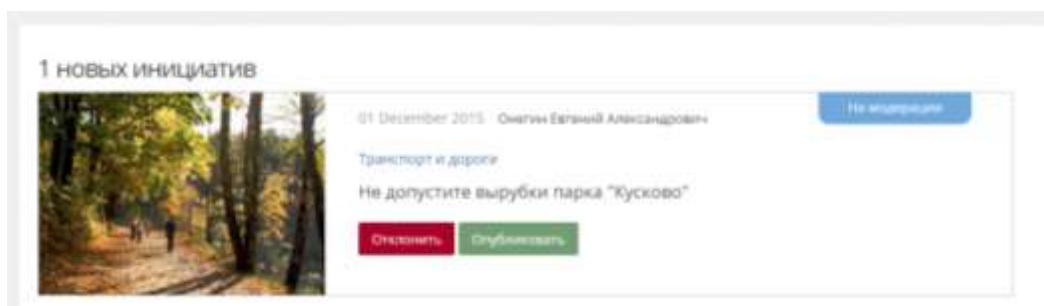 1 новых инициатив
На модерации
01 December 2015 Онегин Евгений Александрович
Транспорт и дороги
Не допустите вырубки парка "Кусково"
Отклонить Опубликовать